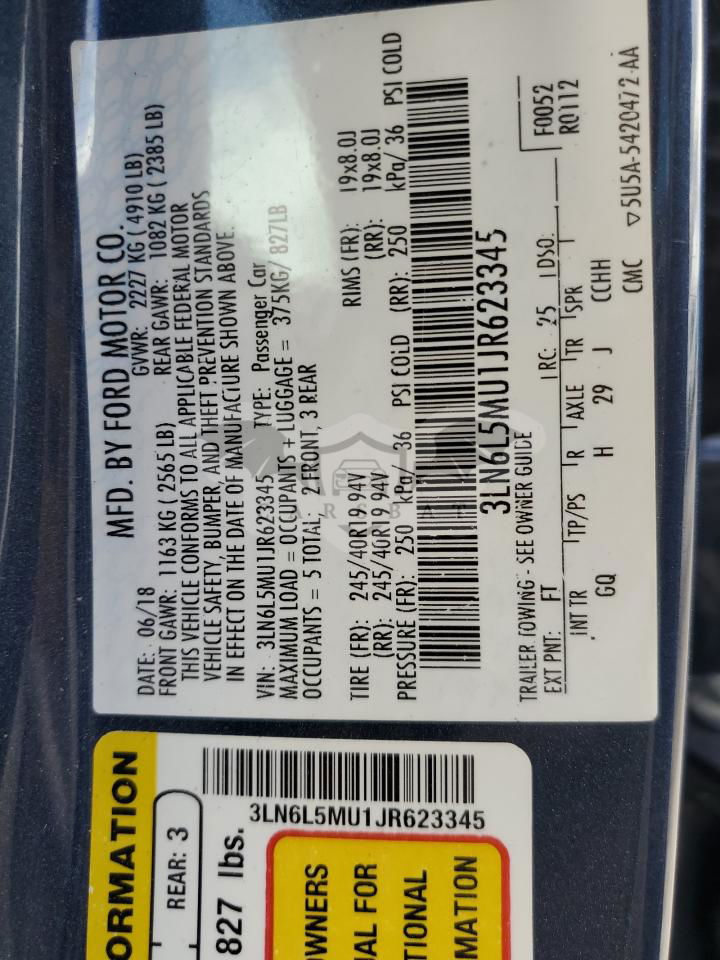 MFD. BY FORD MOTOR CO.
DATE: 06/18 GVWR: 2227 KG ( 4910 LB)
FRONT GAWR: 1163 KG ( 2565 LB) REAR GAWR: 1082 KG ( 2385 LB)
THIS VEHICLE CONFORMS TO ALL APPLICABLE FEDERAL MOTOR
VEHICLE SAFETY, BUMPER, AND THEFT PREVENTION STANDARDS
IN EFFECT ON THE DATE OF MANUFACTURE SHOWN ABOVE.
VIN: 3LN6L5MU1JR623345 TYPE: Passenger Car
MAXIMUM LOAD = OCCUPANTS + LUGGAGE = 375KG/ 827LB
OCCUPANTS = 5 TOTAL; 2 FRONT, 3 REAR
TIRE (FR): 245/40R19 94V RIMS (FR): 19x8.0J
(RR): 245/40R19 94V (RR): 19x8.0J
PRESSURE (FR): 250 kPa/ 36 PSI COLD (RR): 250 kPa/ 36 PSI COLD
3LN6L5MU1JR623345
TRAILER TOWING - SEE OWNER GUIDE
F0052
EXT PNT: FT RC: 25 DSO: R0112
INT TR TP/PS R AXLE TR SPR
GQ H 29 J CCHH
CMC ▽5U5A-5420472-AA
ORMATION
REAR: 3
827 lbs.
3LN6L5MU1JR623345
OWNERS
UAL FOR
TIONAL
MATION